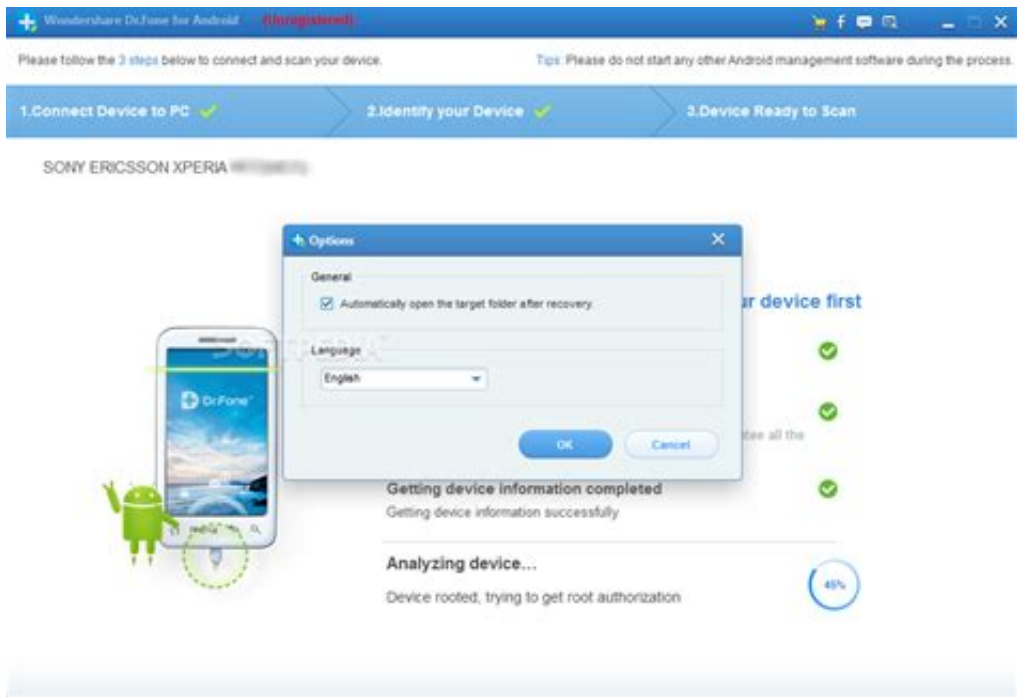 Wondershare Dr.Fone for Android (Unregistered)
Please follow the 3 steps below to connect and scan your device.
Tips: Please do not start any other Android management software during the process.
1.Connect Device to PC
2.Identify your Device
3.Device Ready to Scan
SONY ERICSSON XPERIA
Options
General
Automatically open the target folder after recovery.
ur device first
SOFTPEDIA
Language
English
Dr.Fone
OK
Cancel
tee all the
Getting device information completed
Getting device information successfully
Analyzing device...
Device rooted, trying to get root authorization
45%